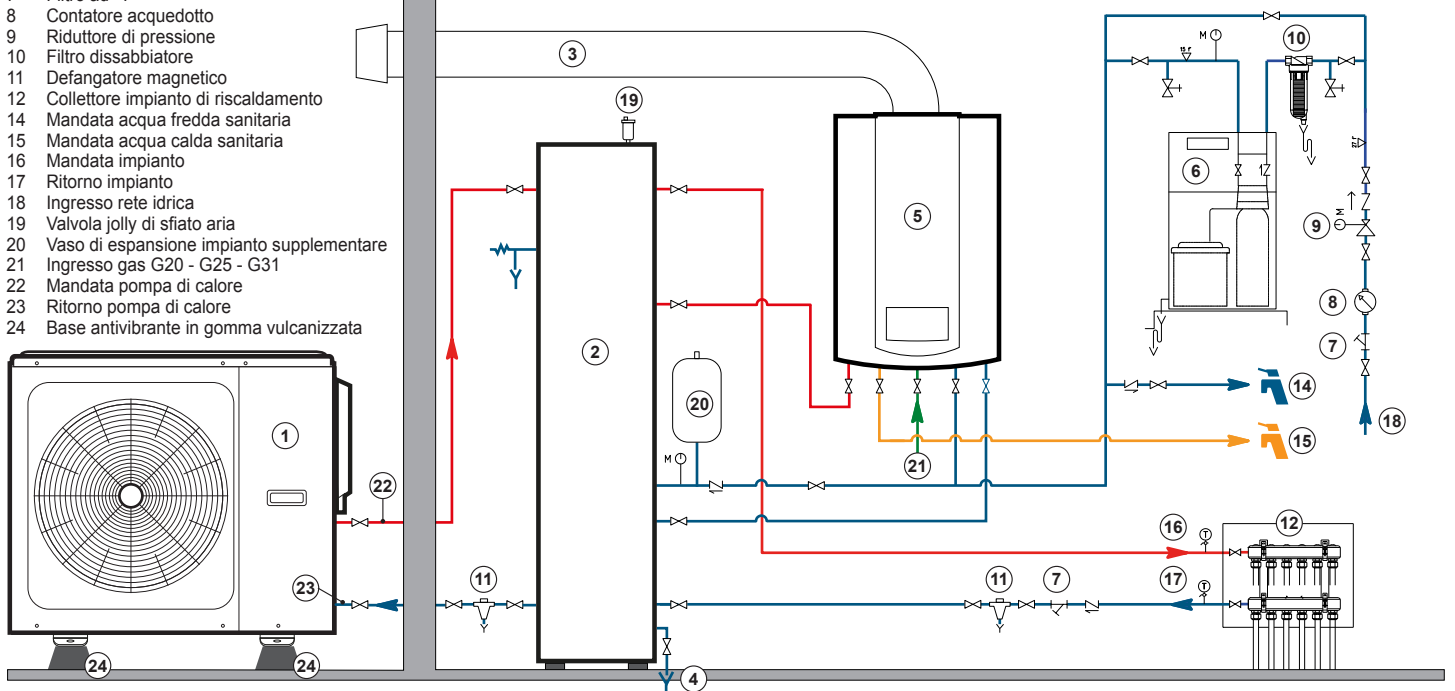 8 Contatore acquedotto
9 Riduttore di pressione
10 Filtro dissabbiatore
11 Defangatore magnetico
12 Collettore impianto di riscaldamento
14 Mandata acqua fredda sanitaria
15 Mandata acqua calda sanitaria
16 Mandata impianto
17 Ritorno impianto
18 Ingresso rete idrica
19 Valvola jolly di sfiato aria
20 Vaso di espansione impianto supplementare
21 Ingresso gas G20 - G25 - G31
22 Mandata pompa di calore
23 Ritorno pompa di calore
24 Base antivibrante in gomma vulcanizzata
3
M
10
19
6
5
M
9
2
8
7
20
14
1
M
15
18
21
22
16
T
12
23
11
11
7
17
T
24
24
4